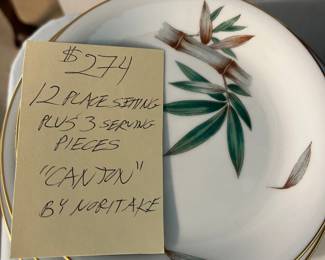 $274
12 PLACE SETTING
PLUS 3 SERVING
PIECES
"CANTON"
BY NORITAKE